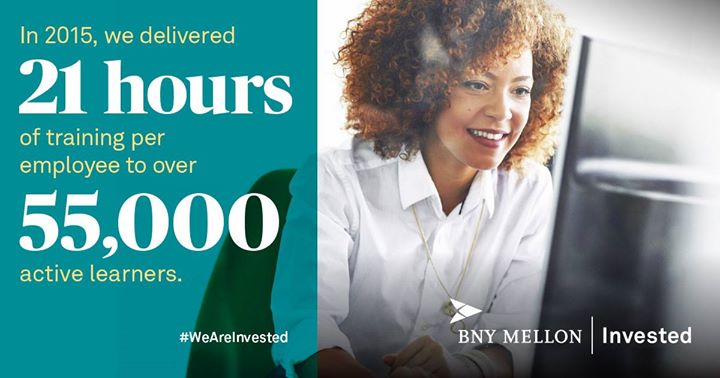 In 2015, we delivered
21 hours
of training per
employee to over
55,000
active learners.
#WeAreInvested
BNY MELLON | Invested